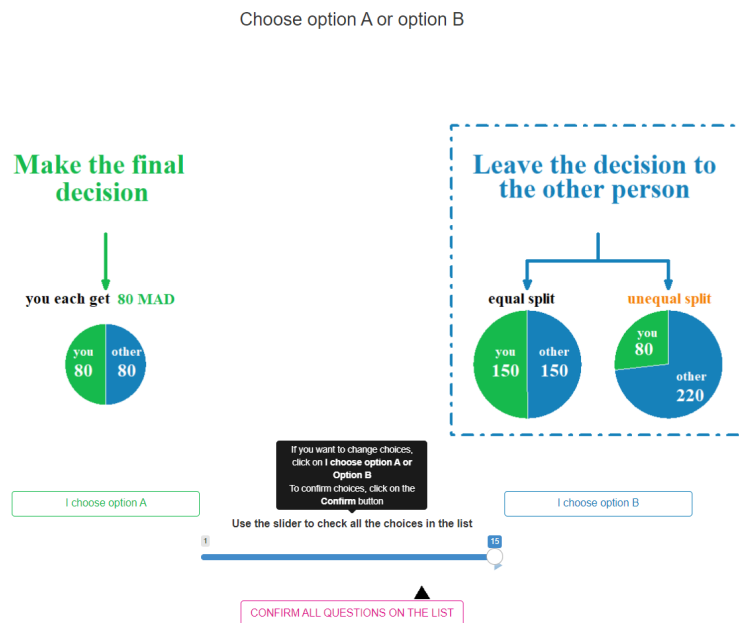 Choose option A or option B
Make the final
decision
Leave the decision to
the other person
you each get 80 MAD
equal split
unequal split
you
80
other
80
you
150
other
150
you
80
other
220
If you want to change choices,
click on I choose option A or
Option B
To confirm choices, click on the
Confirm button
I choose option A
I choose option B
Use the slider to check all the choices in the list
1
15
CONFIRM ALL QUESTIONS ON THE LIST